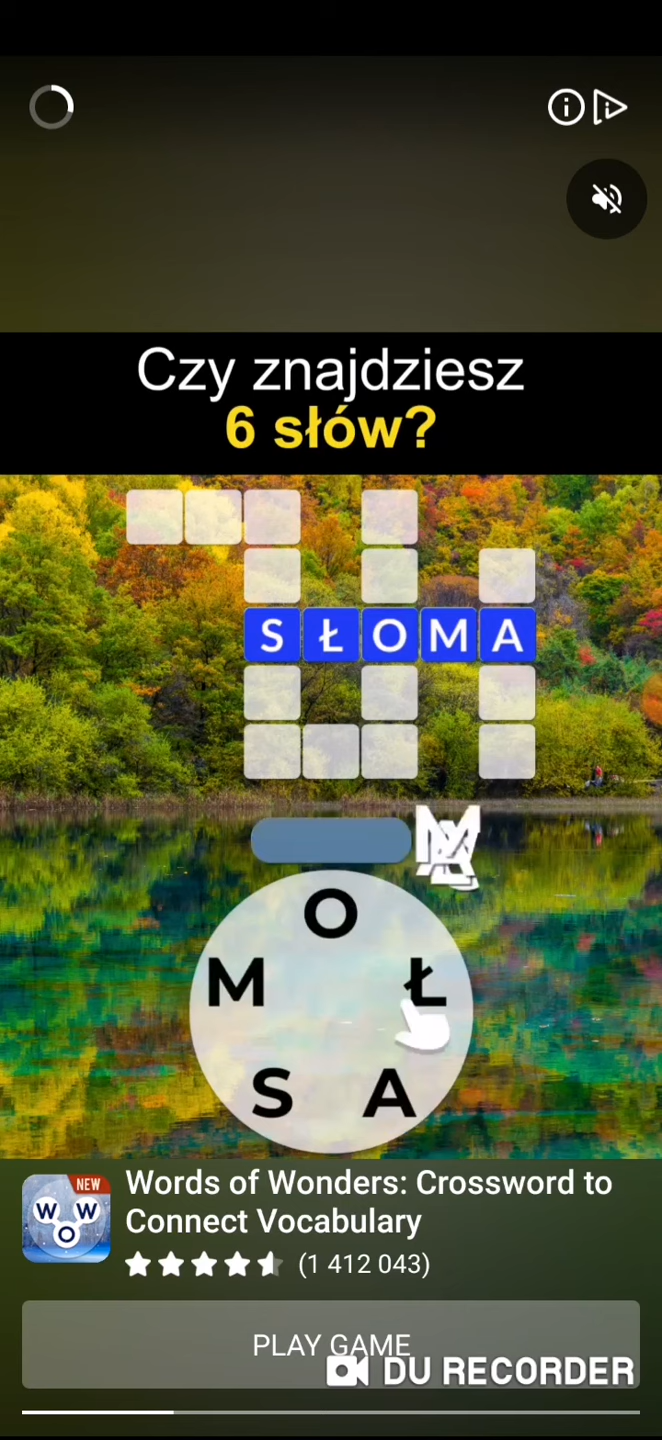 Czy znajdziesz
6 słów?
SŁOMA
O
M Ł
S A
NEW
W W
O
Words of Wonders: Crossword to
Connect Vocabulary
(1 412 043)
PLAY GAME
DU RECORDER